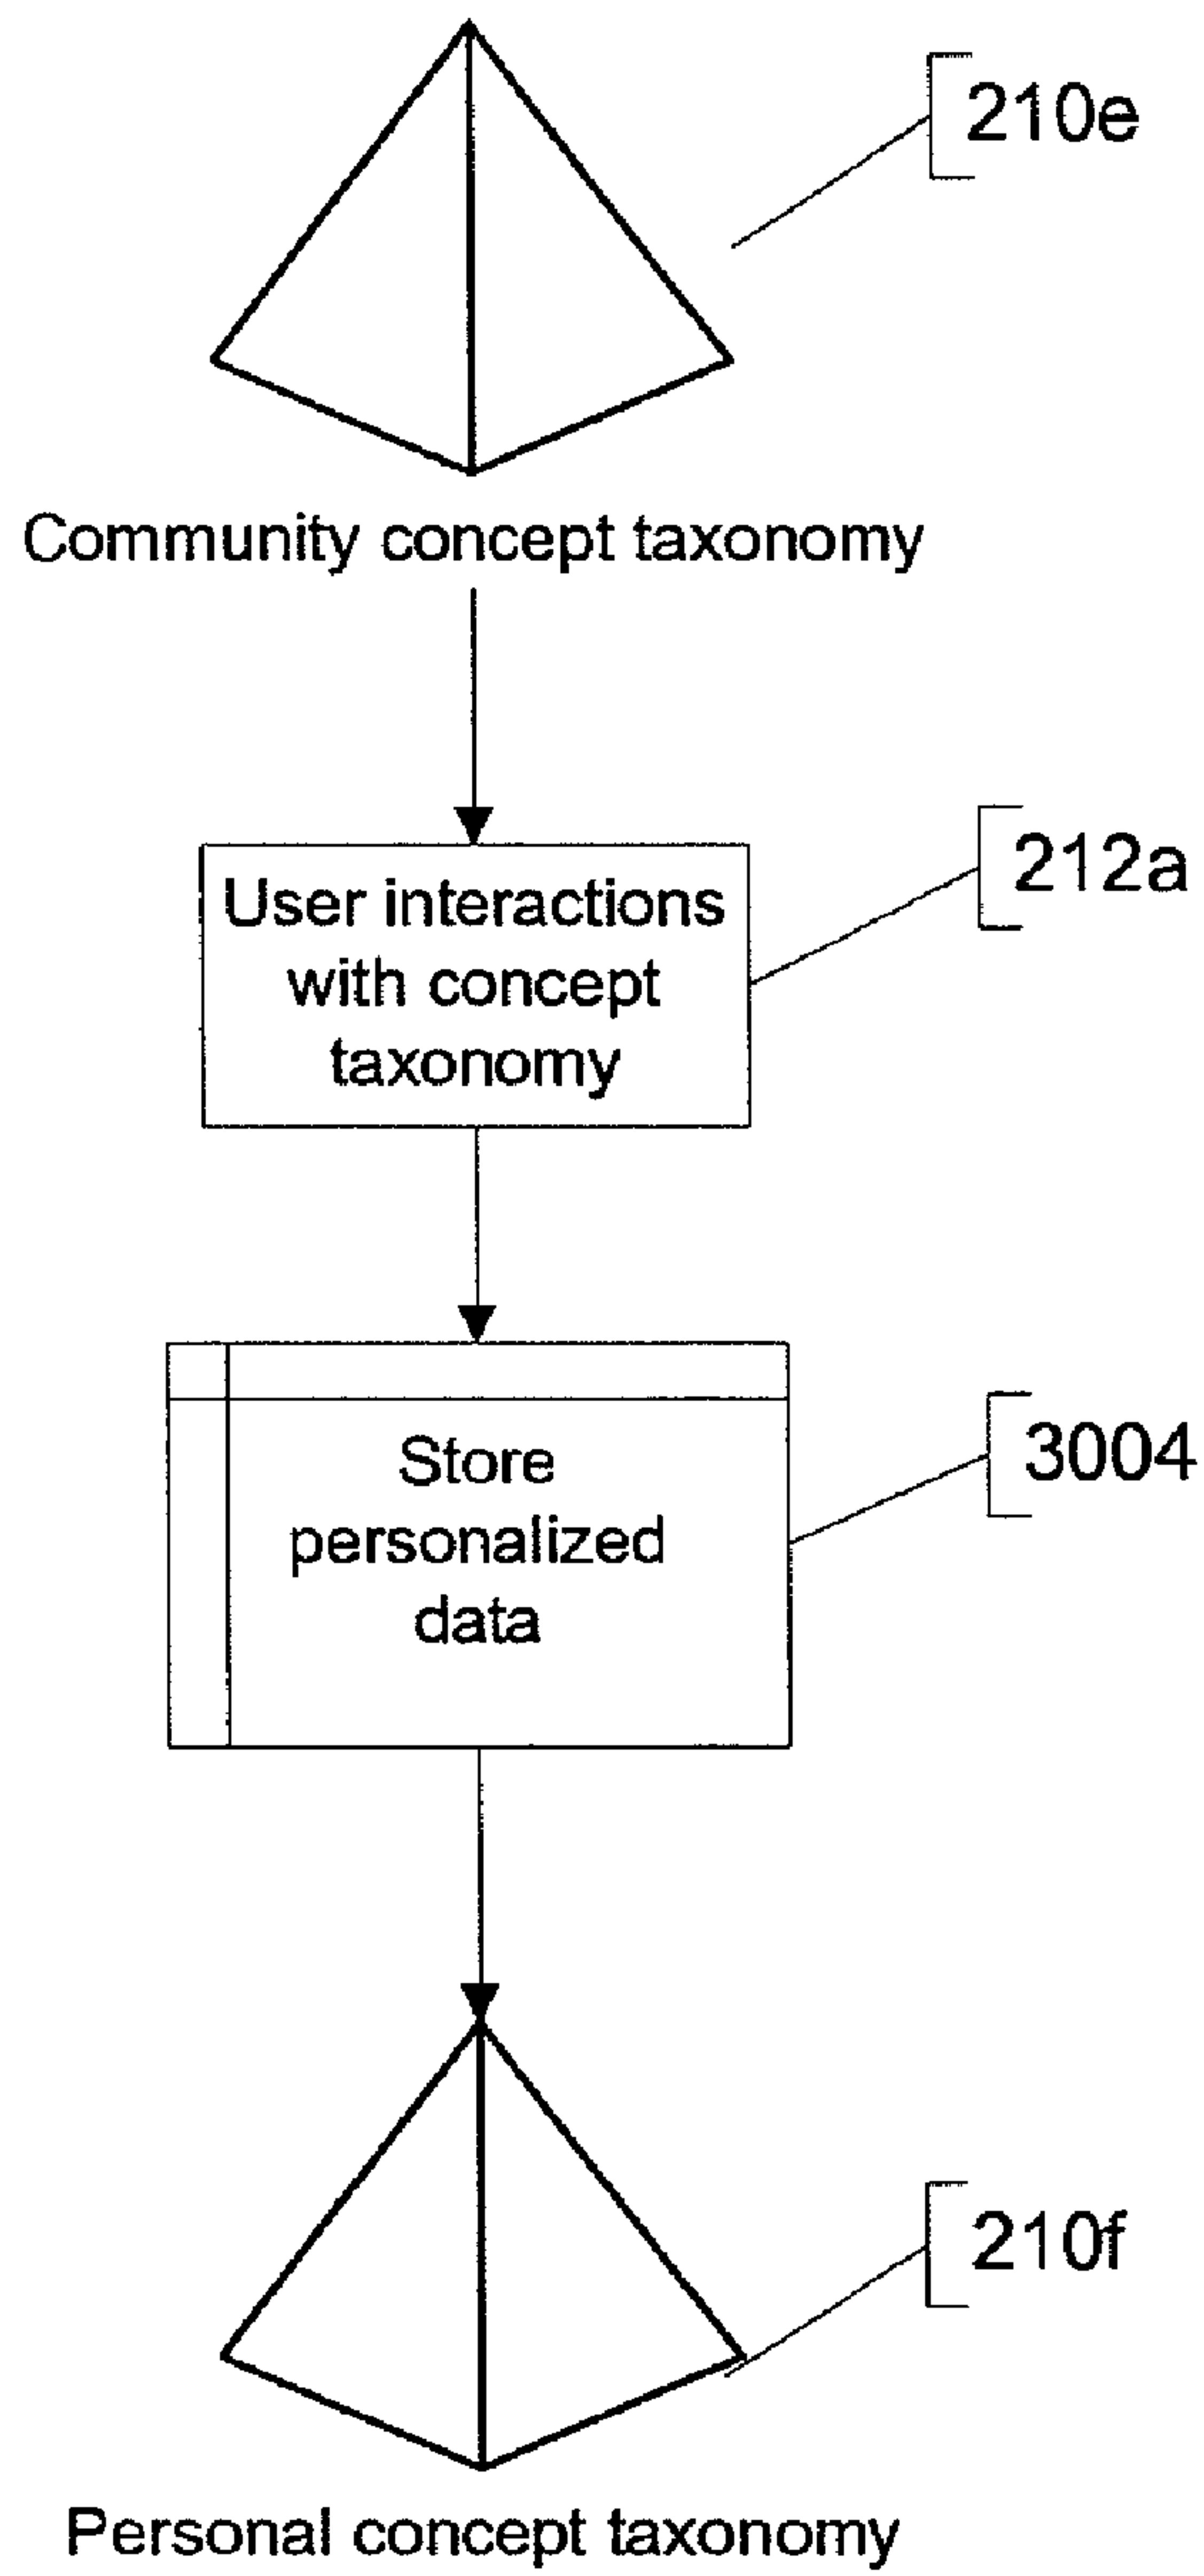 210e
Community concept taxonomy
212a
User interactions
with concept
taxonomy
3004
Store
personalized
data
210f
Personal concept taxonomy